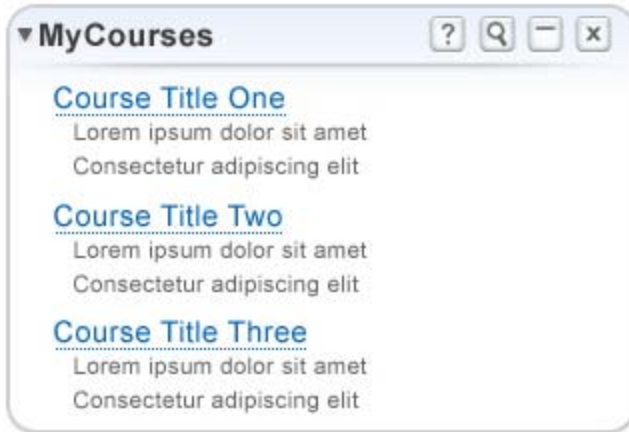 MyCourses ?
Course Title One
Lorem ipsum dolor sit amet
Consectetur adipiscing elit
Course Title Two
Lorem ipsum dolor sit amet
Consectetur adipiscing elit
Course Title Three
Lorem ipsum dolor sit amet
Consectetur adipiscing elit